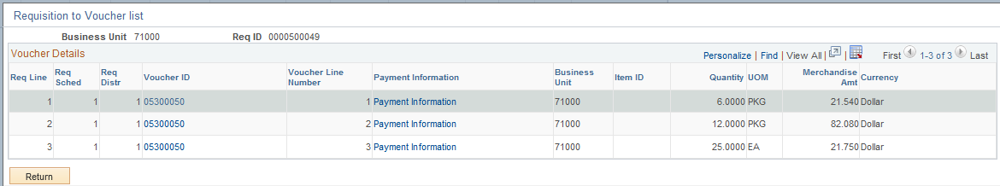 Requisition to Voucher list
Business Unit 71000 Req ID 0000500049
Voucher Details Personalize | Find | View All | | First 1-3 of 3 Last
Req Line Req Sched Req Distr Voucher ID Voucher Line Number Payment Information Business Unit Item ID Quantity UOM Merchandise Amt Currency
1 1 1 05300050 1 Payment Information 71000 6.0000 PKG 21.540 Dollar
2 1 1 05300050 2 Payment Information 71000 12.0000 PKG 82.080 Dollar
3 1 1 05300050 3 Payment Information 71000 25.0000 EA 21.750 Dollar
Return